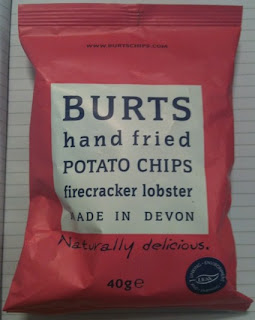 www.burtschips.com
BURTS
hand fried
POTATO CHIPS
firecracker lobster
MADE IN DEVON
Naturally delicious.
40g℮